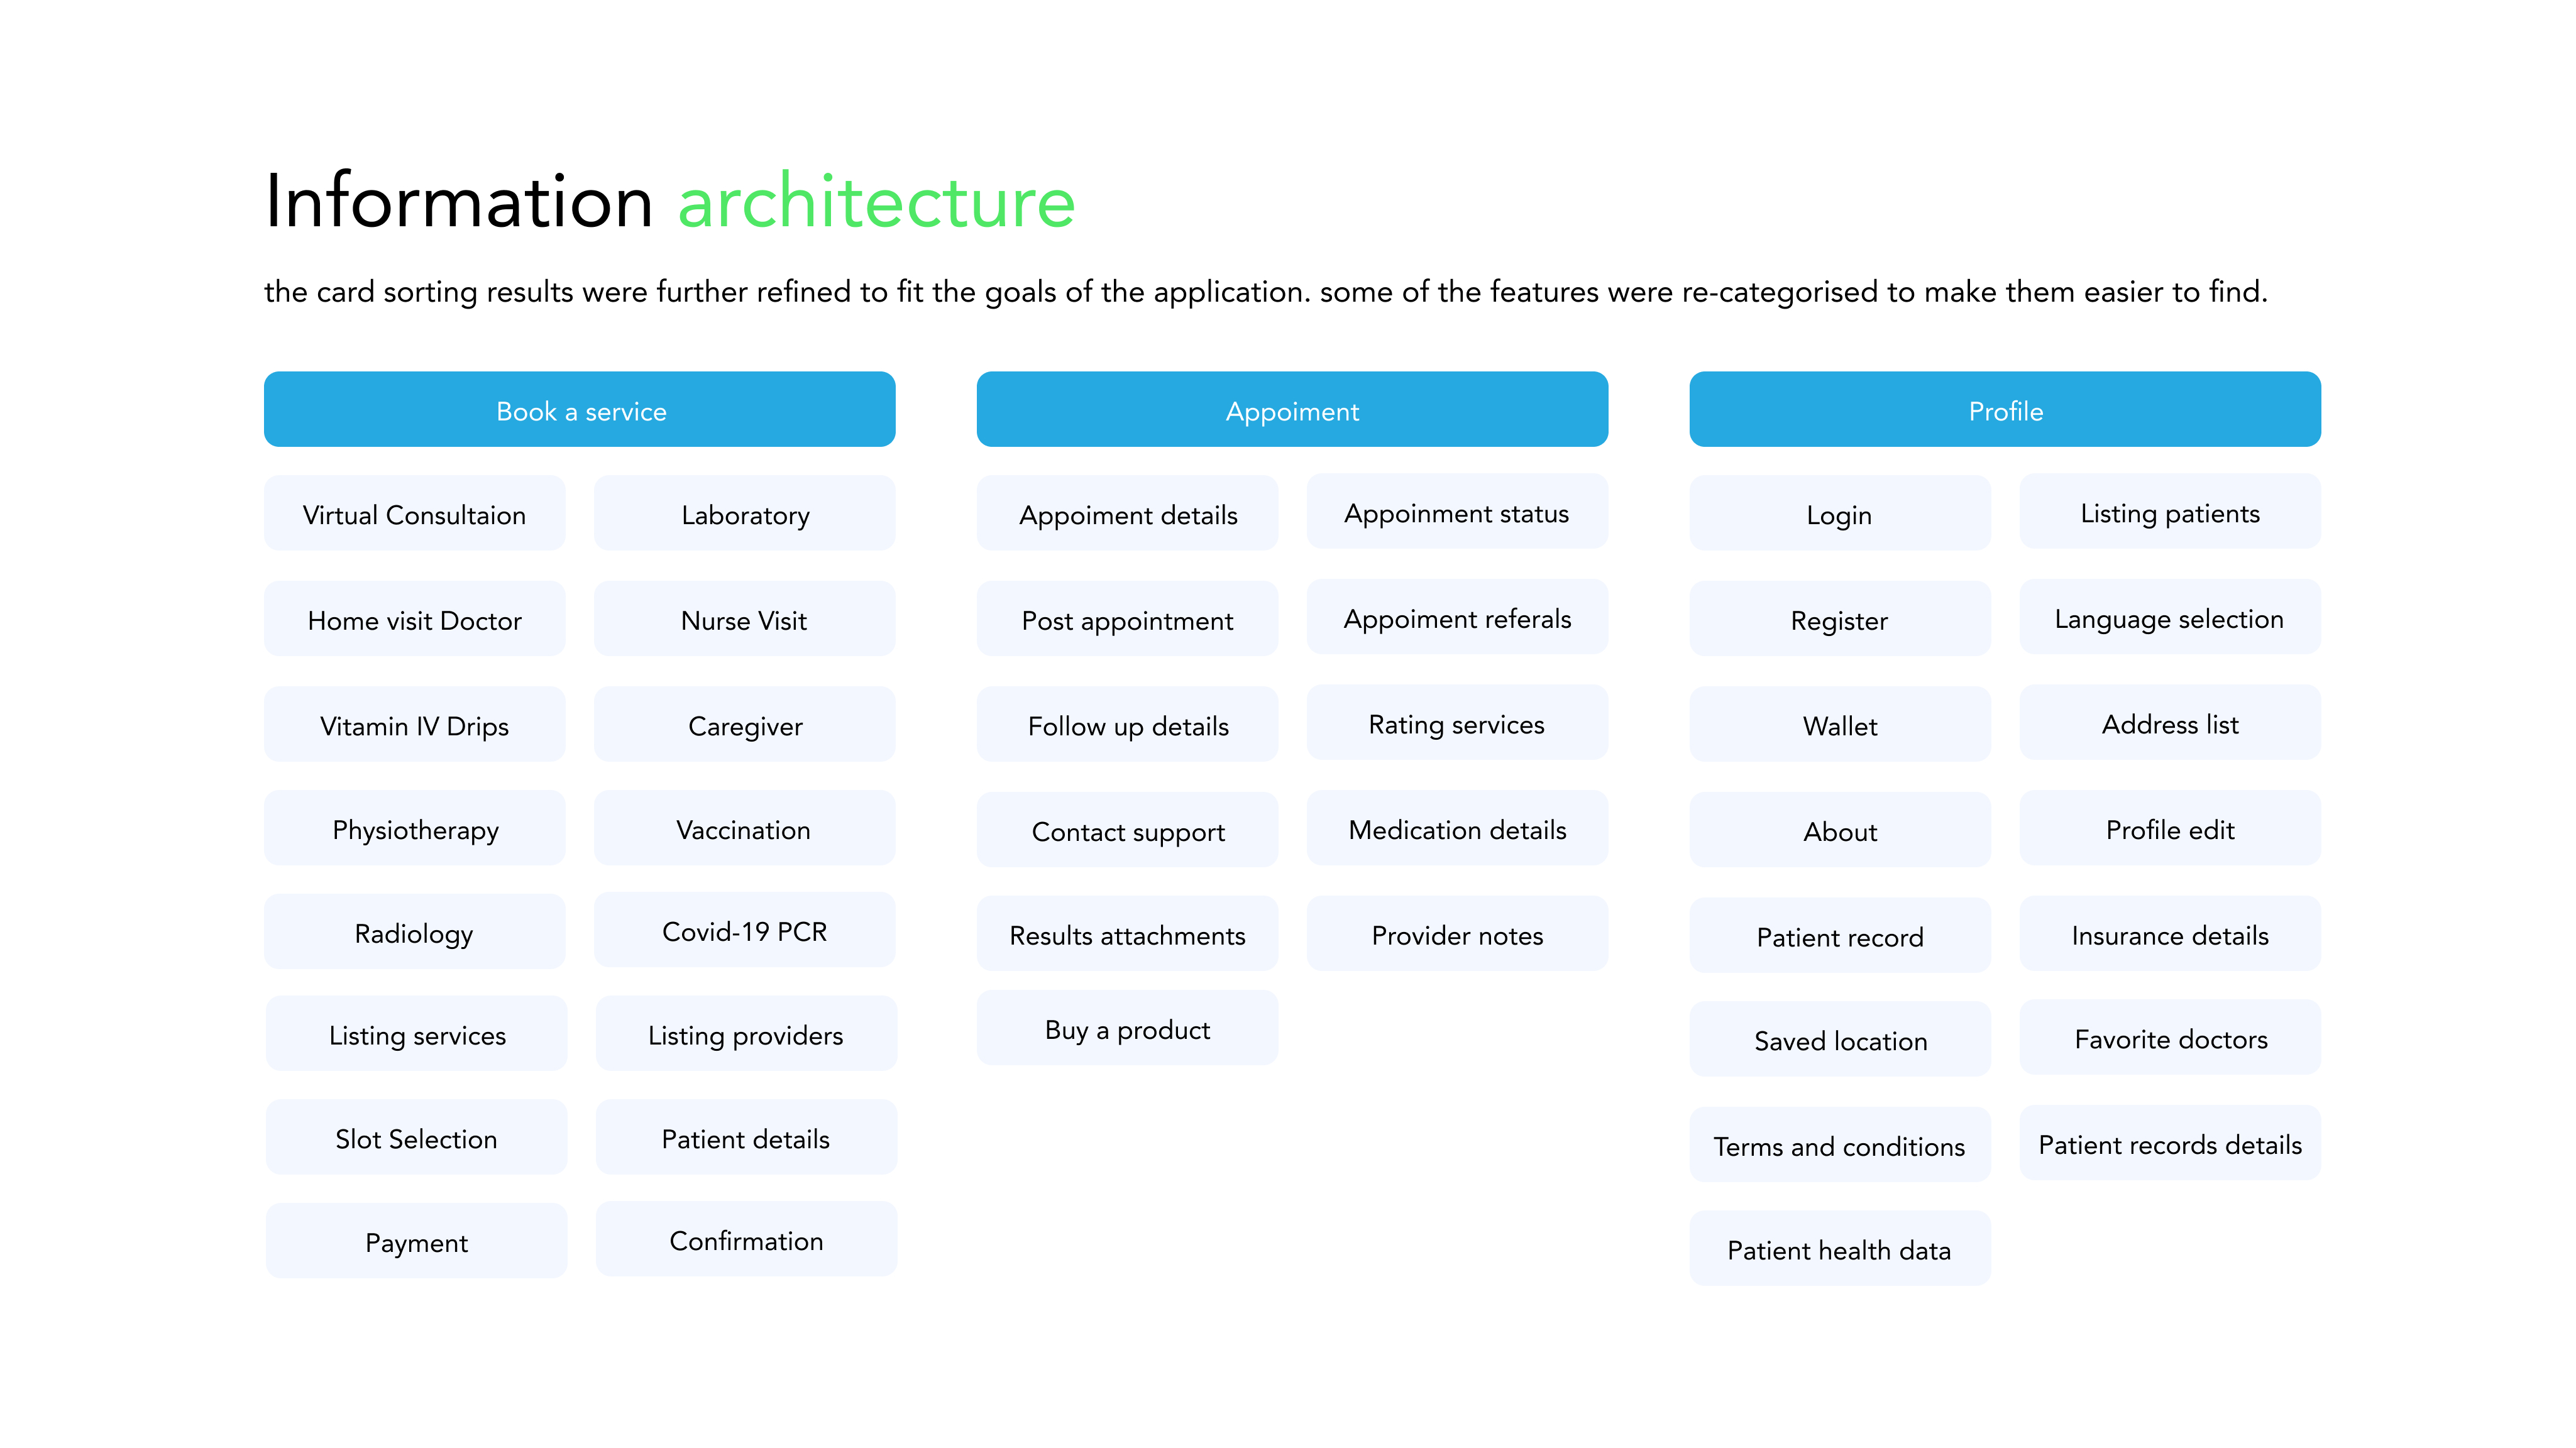 Information architecture
the card sorting results were further refined to fit the goals of the application. some of the features were re-categorised to make them easier to find.
Book a service
Virtual Consultaion
Laboratory
Home visit Doctor
Nurse Visit
Vitamin IV Drips
Caregiver
Physiotherapy
Vaccination
Radiology
Covid-19 PCR
Listing services
Listing providers
Slot Selection
Patient details
Payment
Confirmation
Appoiment
Appoiment details
Appoinment status
Post appointment
Appoiment referals
Follow up details
Rating services
Contact support
Medication details
Results attachments
Provider notes
Buy a product
Profile
Login
Listing patients
Register
Language selection
Wallet
Address list
About
Profile edit
Patient record
Insurance details
Saved location
Favorite doctors
Terms and conditions
Patient records details
Patient health data